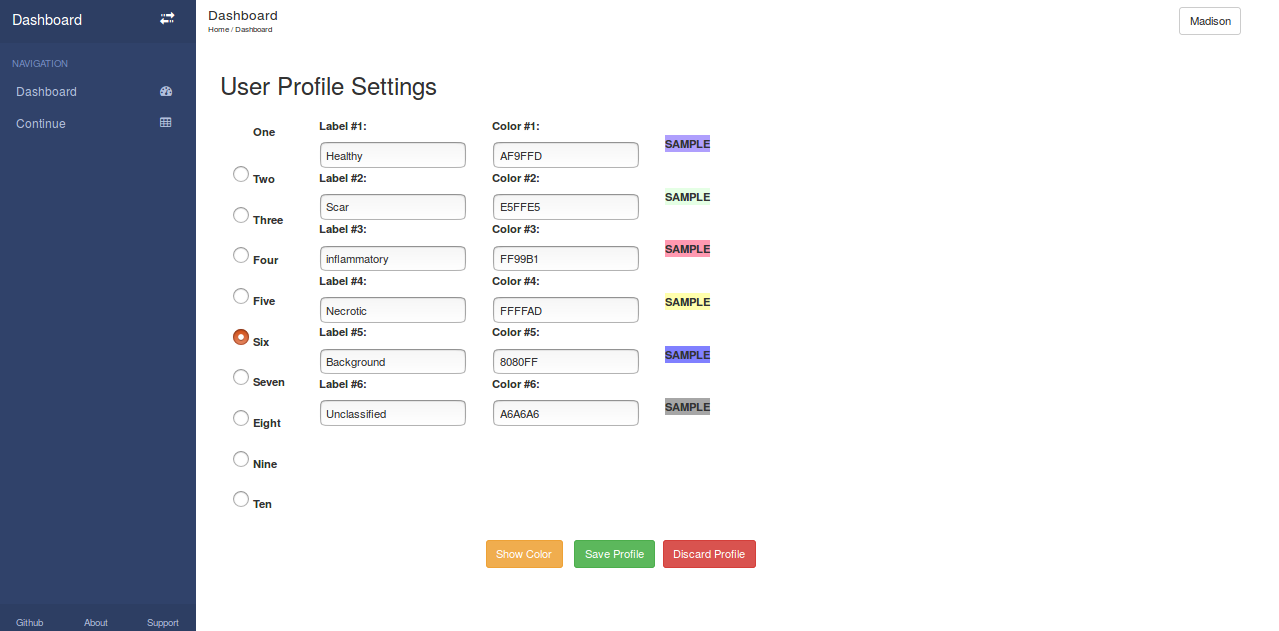 Dashboard
NAVIGATION
Dashboard
Continue
Github About Support
Dashboard
Home / Dashboard
Madison
User Profile Settings
One
Two
Three
Four
Five
Six
Seven
Eight
Nine
Ten
Label #1:
Healthy
Label #2:
Scar
Label #3:
inflammatory
Label #4:
Necrotic
Label #5:
Background
Label #6:
Unclassified
Color #1:
AF9FFD
Color #2:
E5FFE5
Color #3:
FF99B1
Color #4:
FFFFAD
Color #5:
8080FF
Color #6:
A6A6A6
SAMPLE
SAMPLE
SAMPLE
SAMPLE
SAMPLE
SAMPLE
Show Color Save Profile Discard Profile